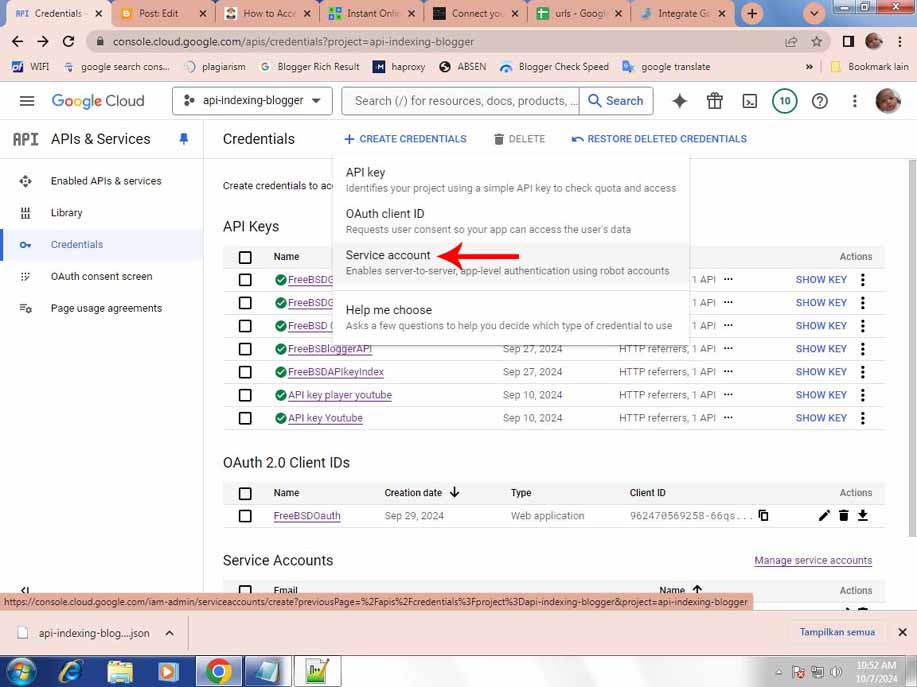 Credentials -
Post: Edit
How to Acce
Instant Onli
Connect you
urls - Googl
Integrate Go
console.cloud.google.com/apis/credentials?project=api-indexing-blogger
WIFI
google search cons...
plagiarism
Blogger Rich Result
haproxy
ABSEN
Blogger Check Speed
google translate
»
Bookmark lain
Google Cloud
api-indexing-blogger
Search (/) for resources, docs, products, ...
Search
10
API APIs & Services
Credentials
+ CREATE CREDENTIALS
DELETE
RESTORE DELETED CREDENTIALS
Enabled APIs & services
Library
Credentials
OAuth consent screen
Page usage agreements
Create credentials to acc
API key
Identifies your project using a simple API key to check quota and access
OAuth client ID
Requests user consent so your app can access the user's data
Service account
Enables server-to-server, app-level authentication using robot accounts
Help me choose
Asks a few questions to help you decide which type of credential to use
API Keys
Name
Actions
FreeBSDG
1 API
SHOW KEY
FreeBSDG
1 API
SHOW KEY
FreeBSD
1 API
SHOW KEY
FreeBSBloggerAPI
Sep 27, 2024
HTTP referrers, 1 API
SHOW KEY
FreeBSDAPIkeyIndex
Sep 27, 2024
HTTP referrers, 1 API
SHOW KEY
API key player youtube
Sep 10, 2024
HTTP referrers, 1 API
SHOW KEY
API key Youtube
Sep 10, 2024
HTTP referrers, 1 API
SHOW KEY
OAuth 2.0 Client IDs
Name
Creation date
Type
Client ID
Actions
FreeBSDOauth
Sep 29, 2024
Web application
962470569258-66qs...
Service Accounts
Manage service accounts
Email
Name
Actions
https://console.cloud.google.com/iam-admin/serviceaccounts/create?previousPage=%2Fapis%2Fcredentials%3Fproject%3Dapi-indexing-blogger&project=api-indexing-blogger
api-indexing-blog....json
Tampilkan semua
10:52 AM
10/7/2024